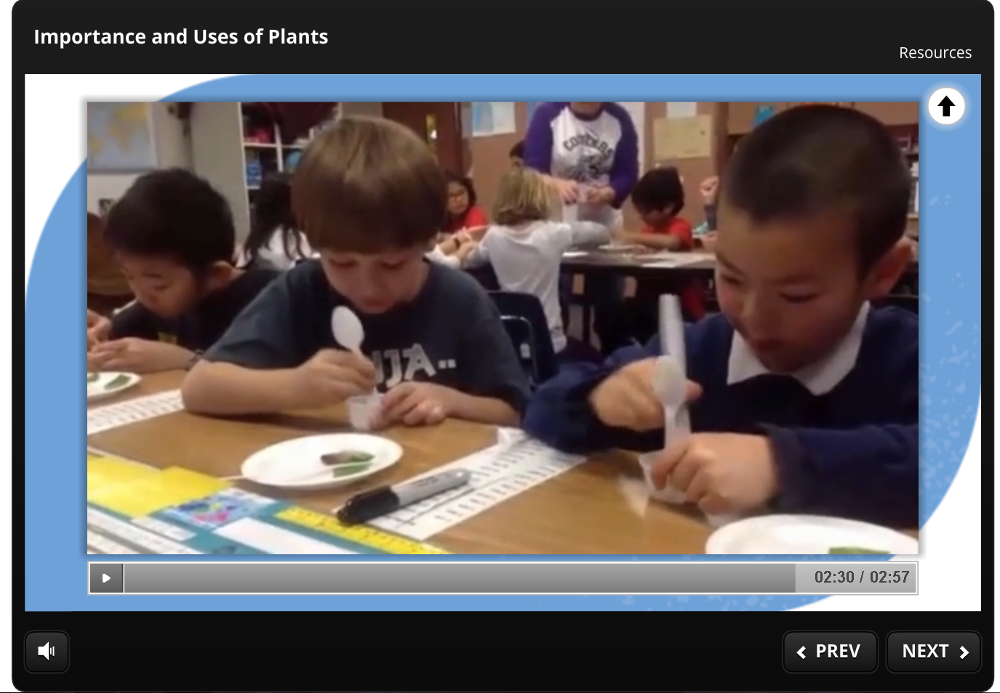 Importance and Uses of Plants
Resources
02:30 / 02:57
PREV
NEXT